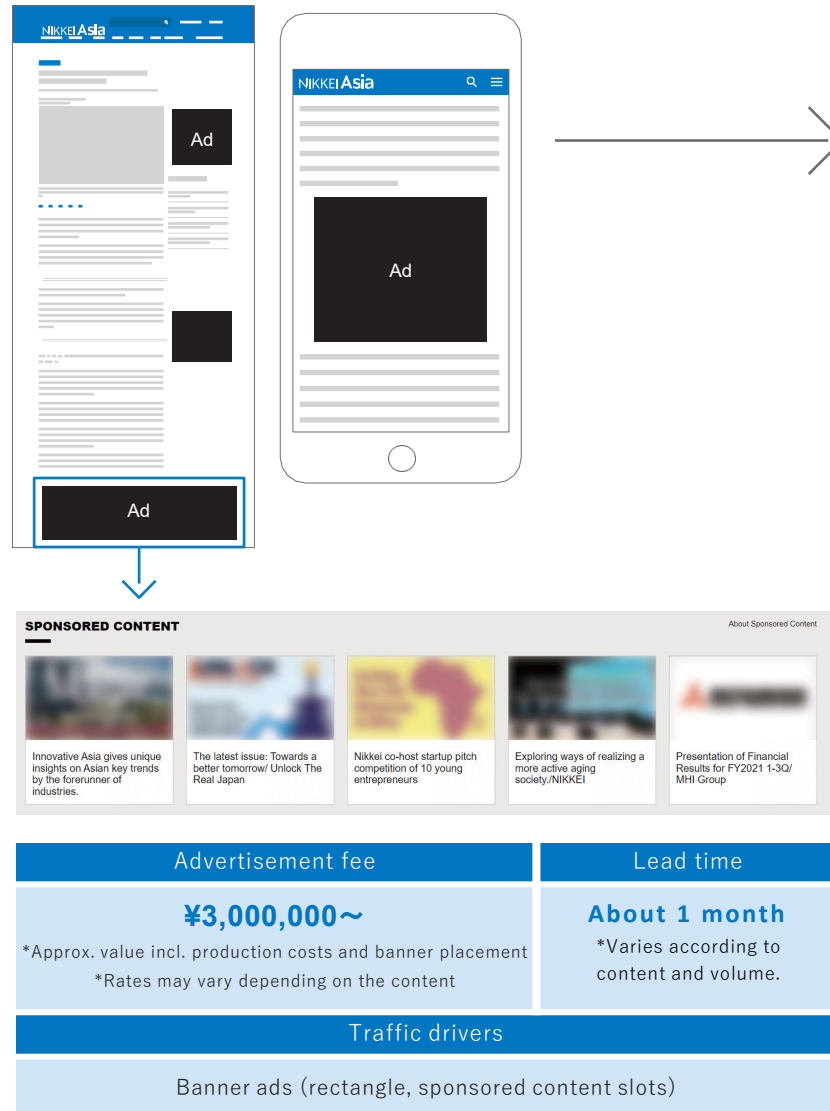 NIKKEI Asia
Ad
Ad
NIKKEI Asia
Ad
SPONSORED CONTENT
About Sponsored Content
Innovative Asia gives unique
insights on Asian key trends
by the forerunner of
industries.
The latest issue: Towards a
better tomorrow/ Unlock The
Real Japan
Nikkei co-host startup pitch
competition of 10 young
entrepreneurs
Exploring ways of realizing a
more active aging
society./NIKKEI
Presentation of Financial
Results for FY2021 1-3Q/
MHI Group
Advertisement fee
¥3,000,000～
*Approx. value incl. production costs and banner placement
*Rates may vary depending on the content
Lead time
About 1 month
*Varies according to
content and volume.
Traffic drivers
Banner ads (rectangle, sponsored content slots)